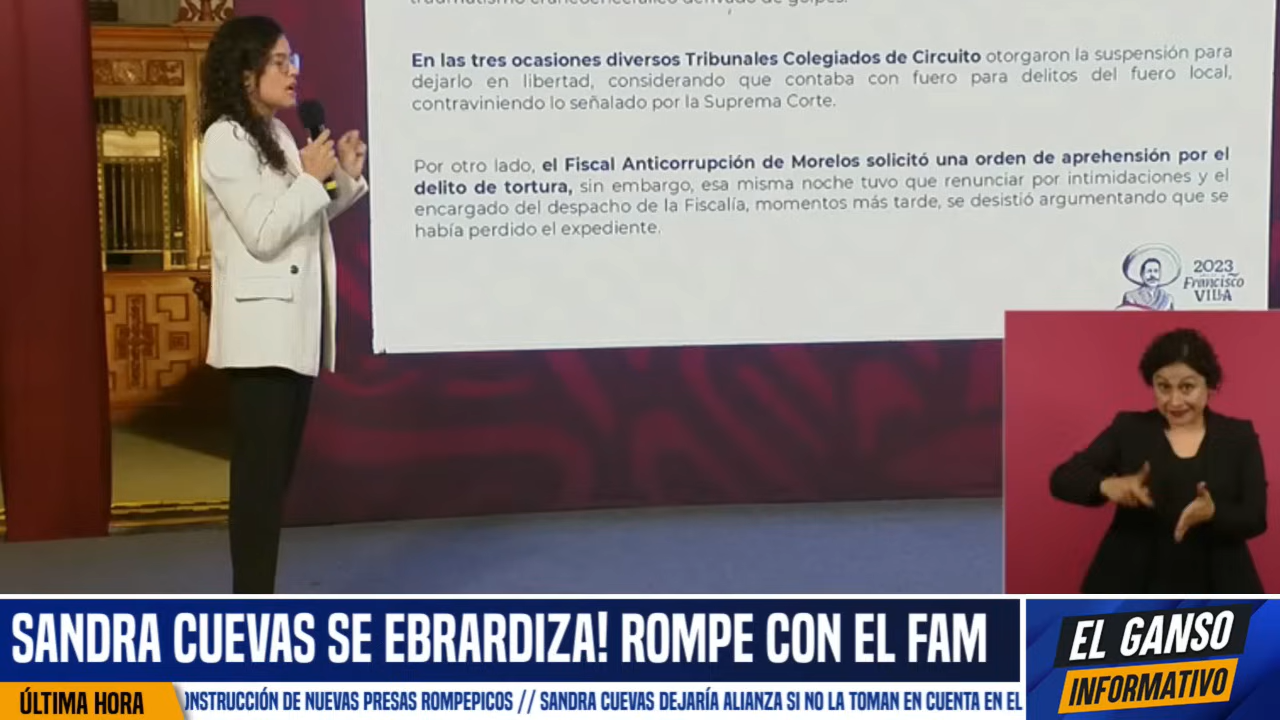 traumatismo craneoencefálico derivado de golpes.
En las tres ocasiones diversos Tribunales Colegiados de Circuito otorgaron la suspensión para
dejarlo en libertad, considerando que contaba con fuero para delitos del fuero local,
contraviniendo lo señalado por la Suprema Corte.
Por otro lado, el Fiscal Anticorrupción de Morelos solicitó una orden de aprehensión por el
delito de tortura, sin embargo, esa misma noche tuvo que renunciar por intimidaciones y el
encargado del despacho de la Fiscalía, momentos más tarde, se desistió argumentando que se
había perdido el expediente.
2023
Francisco
VILLA
SANDRA CUEVAS SE EBRARDIZA! ROMPE CON EL FAM
EL GANSO
INFORMATIVO
ÚLTIMA HORA
ONSTRUCCIÓN DE NUEVAS PRESAS ROMPEPICOS // SANDRA CUEVAS DEJARÍA ALIANZA SI NO LA TOMAN EN CUENTA EN EL